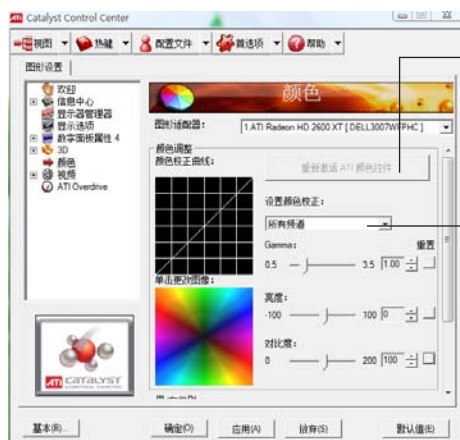 ATI Catalyst Control Center
视图 热键 配置文件 首选项 帮助
图形设置
欢迎
信息中心
显示器管理器
显示选项
数字面板属性 4
3D
颜色
视频
ATI Overdrive
ATI CATALYST
CONTROL CENTER
颜色
图形适配器: 1.ATI Radeon HD 2600 XT [ DELL3007WFPHC ]
颜色调整
颜色校正曲线:
重新激活 ATI 颜色控件
设置颜色校正:
所有频道
Gamma: 重置
0.5 3.5 1.00
单击更改图像:
亮度:
-100 100 0
对比度:
0 200 100
基本(B)... 确定(O) 应用(A) 放弃(S) 默认值(E)